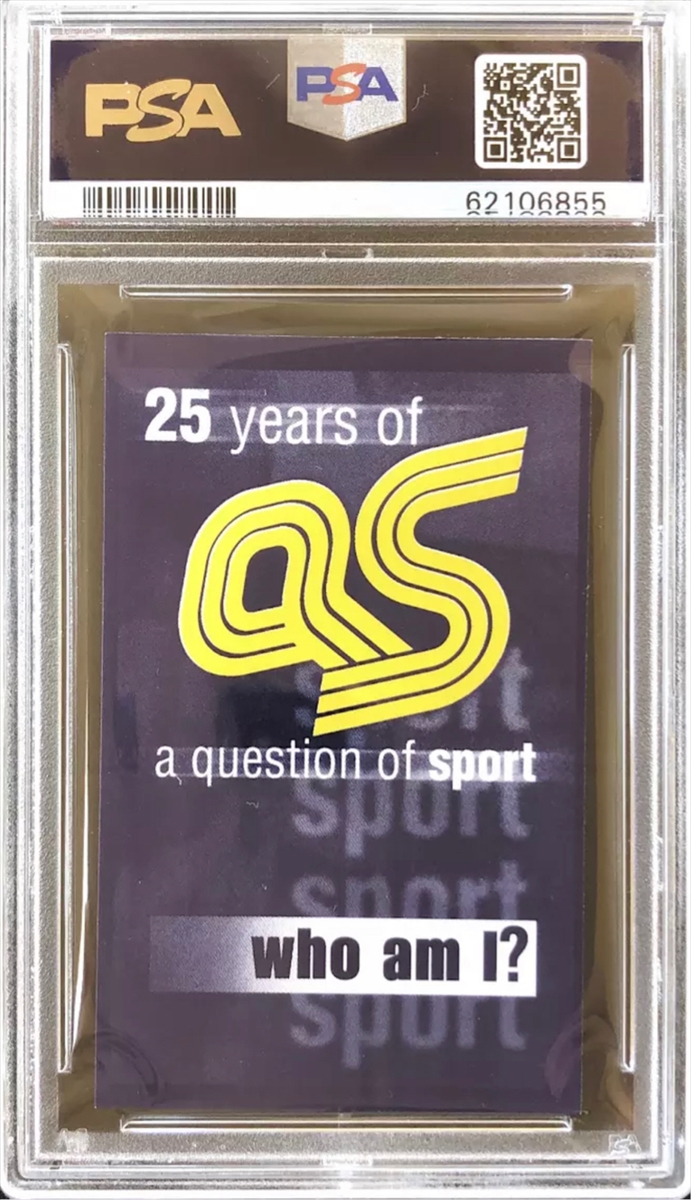 PSA
PSA
62106855
25 years of
QS
a question of sport
sport
sport
sport
sport
who am I?